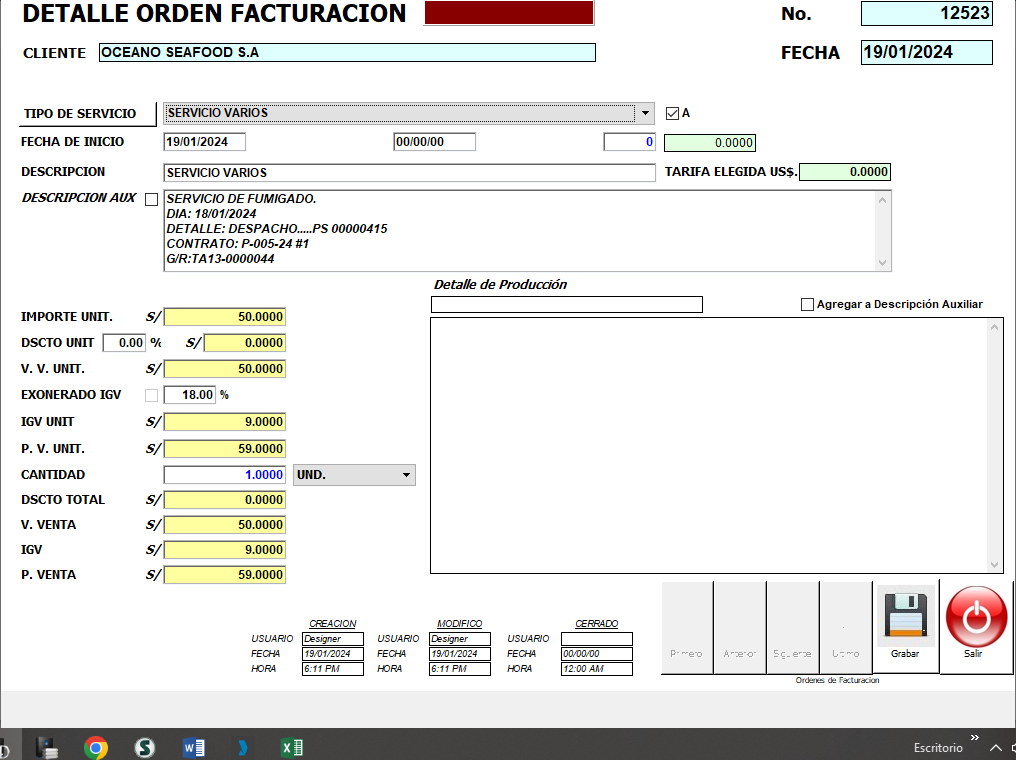 DETALLE ORDEN FACTURACION
No. 12523
CLIENTE OCEANO SEAFOOD S.A
FECHA 19/01/2024
TIPO DE SERVICIO SERVICIO VARIOS A
FECHA DE INICIO 19/01/2024 00/00/00 0 0.0000
DESCRIPCION SERVICIO VARIOS TARIFA ELEGIDA US$. 0.0000
DESCRIPCION AUX
SERVICIO DE FUMIGADO.
DIA: 18/01/2024
DETALLE: DESPACHO.....PS 00000415
CONTRATO: P-005-24 #1
G/R:TA13-0000044
Detalle de Producción
Agregar a Descripción Auxiliar
IMPORTE UNIT. S/ 50.0000
DSCTO UNIT 0.00 % S/ 0.0000
V. V. UNIT. S/ 50.0000
EXONERADO IGV 18.00 %
IGV UNIT S/ 9.0000
P. V. UNIT. S/ 59.0000
CANTIDAD 1.0000 UND.
DSCTO TOTAL S/ 0.0000
V. VENTA S/ 50.0000
IGV S/ 9.0000
P. VENTA S/ 59.0000
CREACION MODIFICO CERRADO
USUARIO Designer USUARIO Designer USUARIO
FECHA 19/01/2024 FECHA 19/01/2024 FECHA 00/00/00
HORA 6:11 PM HORA 6:11 PM HORA 12:00 AM
Primero Anterior Siguiente Ultimo Grabar Salir
Ordenes de Facturacion
Escritorio